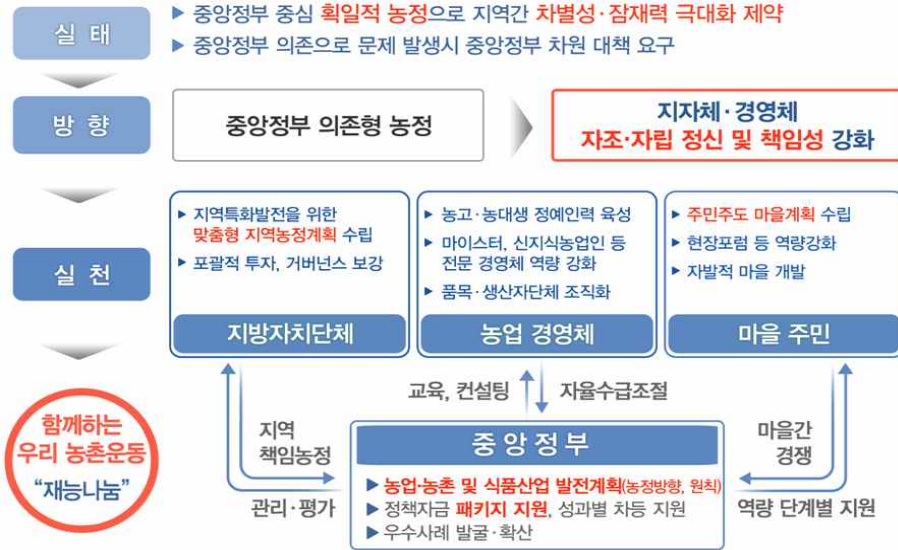 실 태
▶ 중앙정부 중심 획일적 농정으로 지역간 차별성·잠재력 극대화 제약
▶ 중앙정부 의존으로 문제 발생시 중앙정부 차원 대책 요구
방 향
중앙정부 의존형 농정
지자체·경영체
자조·자립 정신 및 책임성 강화
실 천
▶ 지역특화발전을 위한
맞춤형 지역농정계획 수립
▶ 포괄적 투자, 거버넌스 보강
지방자치단체
▶ 농고·농대생 정예인력 육성
▶ 마이스터, 신지식농업인 등
전문 경영체 역량 강화
▶ 품목·생산자단체 조직화
농업 경영체
▶ 주민주도 마을계획 수립
▶ 현장포럼 등 역량강화
▶ 자발적 마을 개발
마을 주민
함께하는
우리 농촌운동
“재능나눔”
지역
책임농정
관리·평가
교육, 컨설팅
자율수급조절
마을간
경쟁
역량 단계별 지원
중앙정부
▶ 농업·농촌 및 식품산업 발전계획(농정방향, 원칙)
▶ 정책자금 패키지 지원, 성과별 차등 지원
▶ 우수사례 발굴·확산